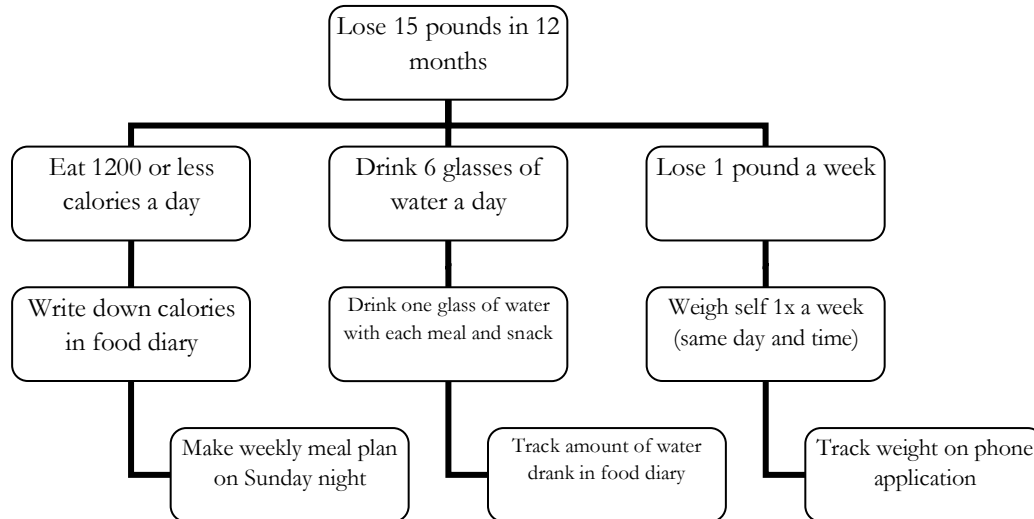 Lose 15 pounds in 12
months
Eat 1200 or less
calories a day
Drink 6 glasses of
water a day
Lose 1 pound a week
Write down calories
in food diary
Drink one glass of water
with each meal and snack
Weigh self 1x a week
(same day and time)
Make weekly meal plan
on Sunday night
Track amount of water
drank in food diary
Track weight on phone
application